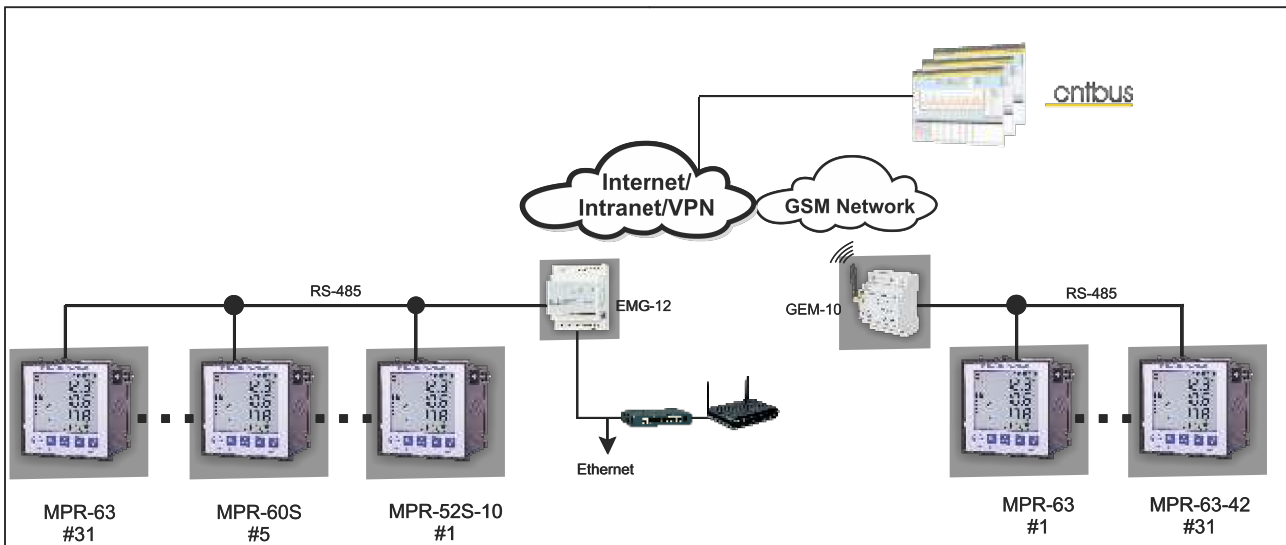 cntbus
Internet/
Intranet/VPN
GSM Network
RS-485
EMG-12
GEM-10
RS-485
Ethernet
MPR-63
#31
MPR-60S
#5
MPR-52S-10
#1
MPR-63
#1
MPR-63-42
#31